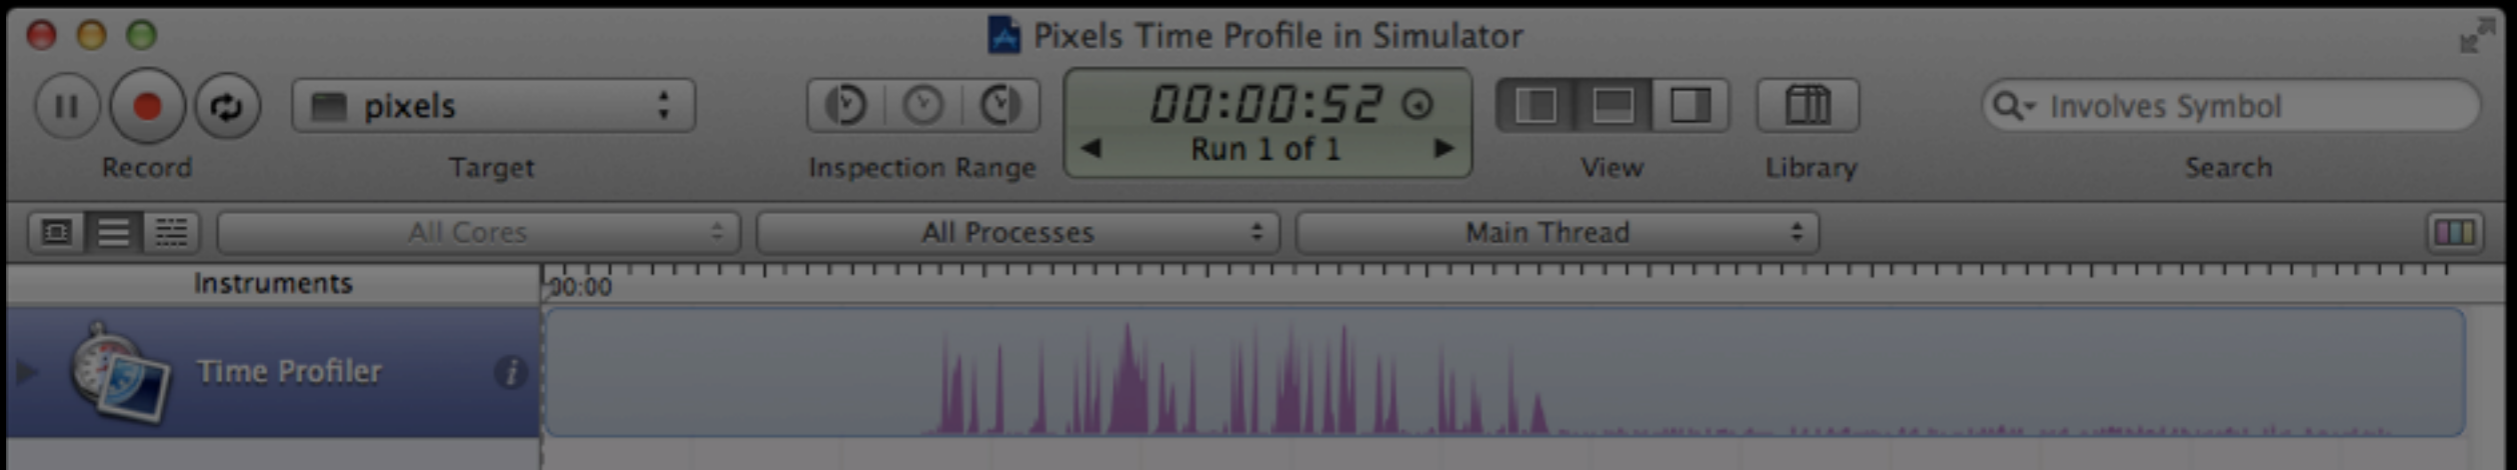 Pixels Time Profile in Simulator
pixels
00:00:52
Involves Symbol
Run 1 of 1
Record
Target
Inspection Range
View
Library
Search
All Cores
All Processes
Main Thread
Instruments
00:00
Time Profiler